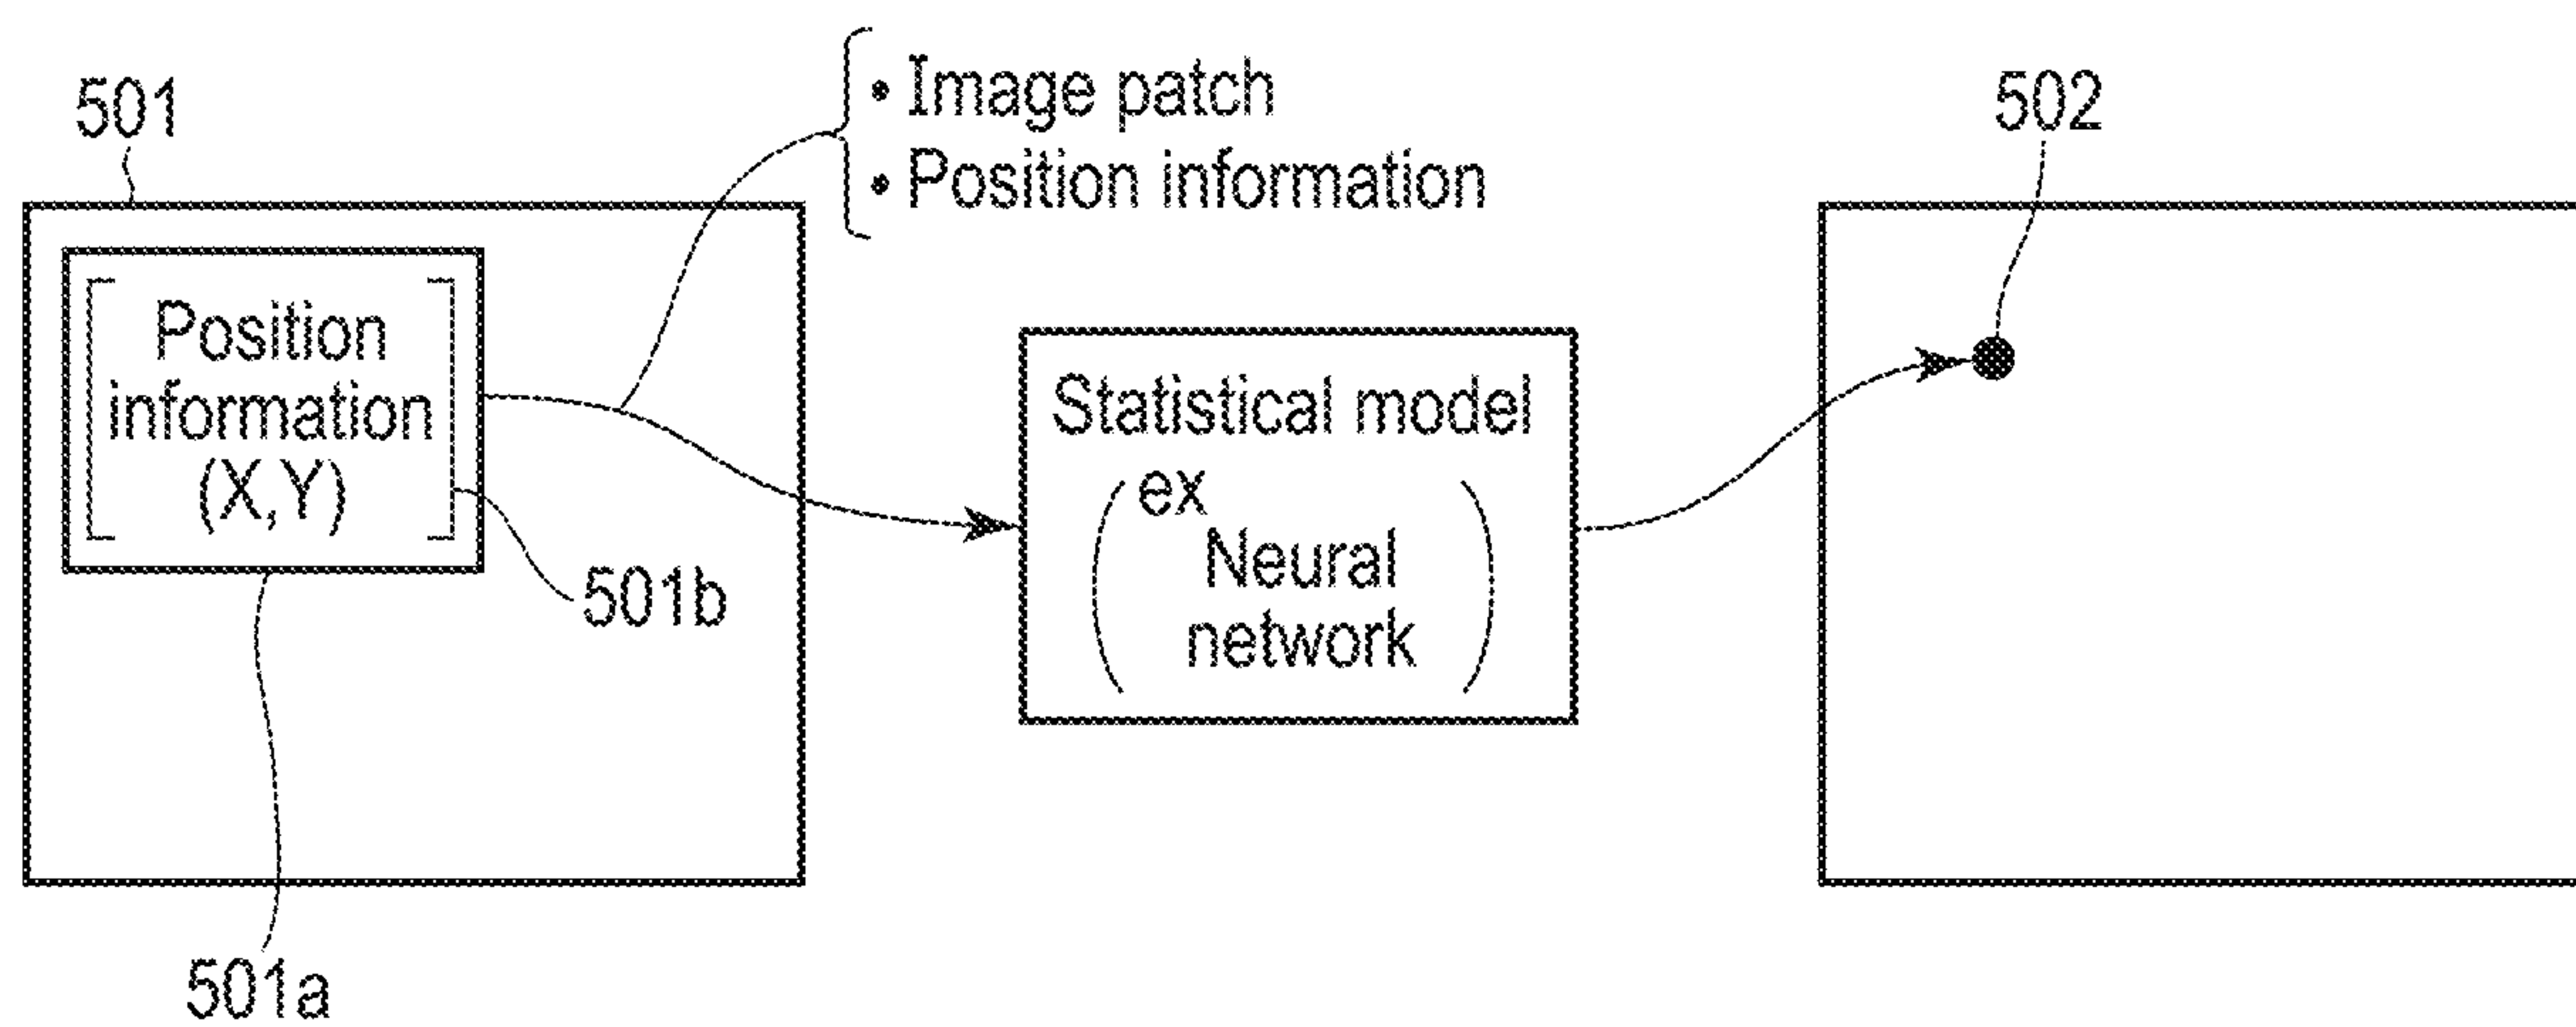 501
• Image patch
• Position information
502
Position
information
(X,Y)
501b
501a
Statistical model
ex
Neural
network